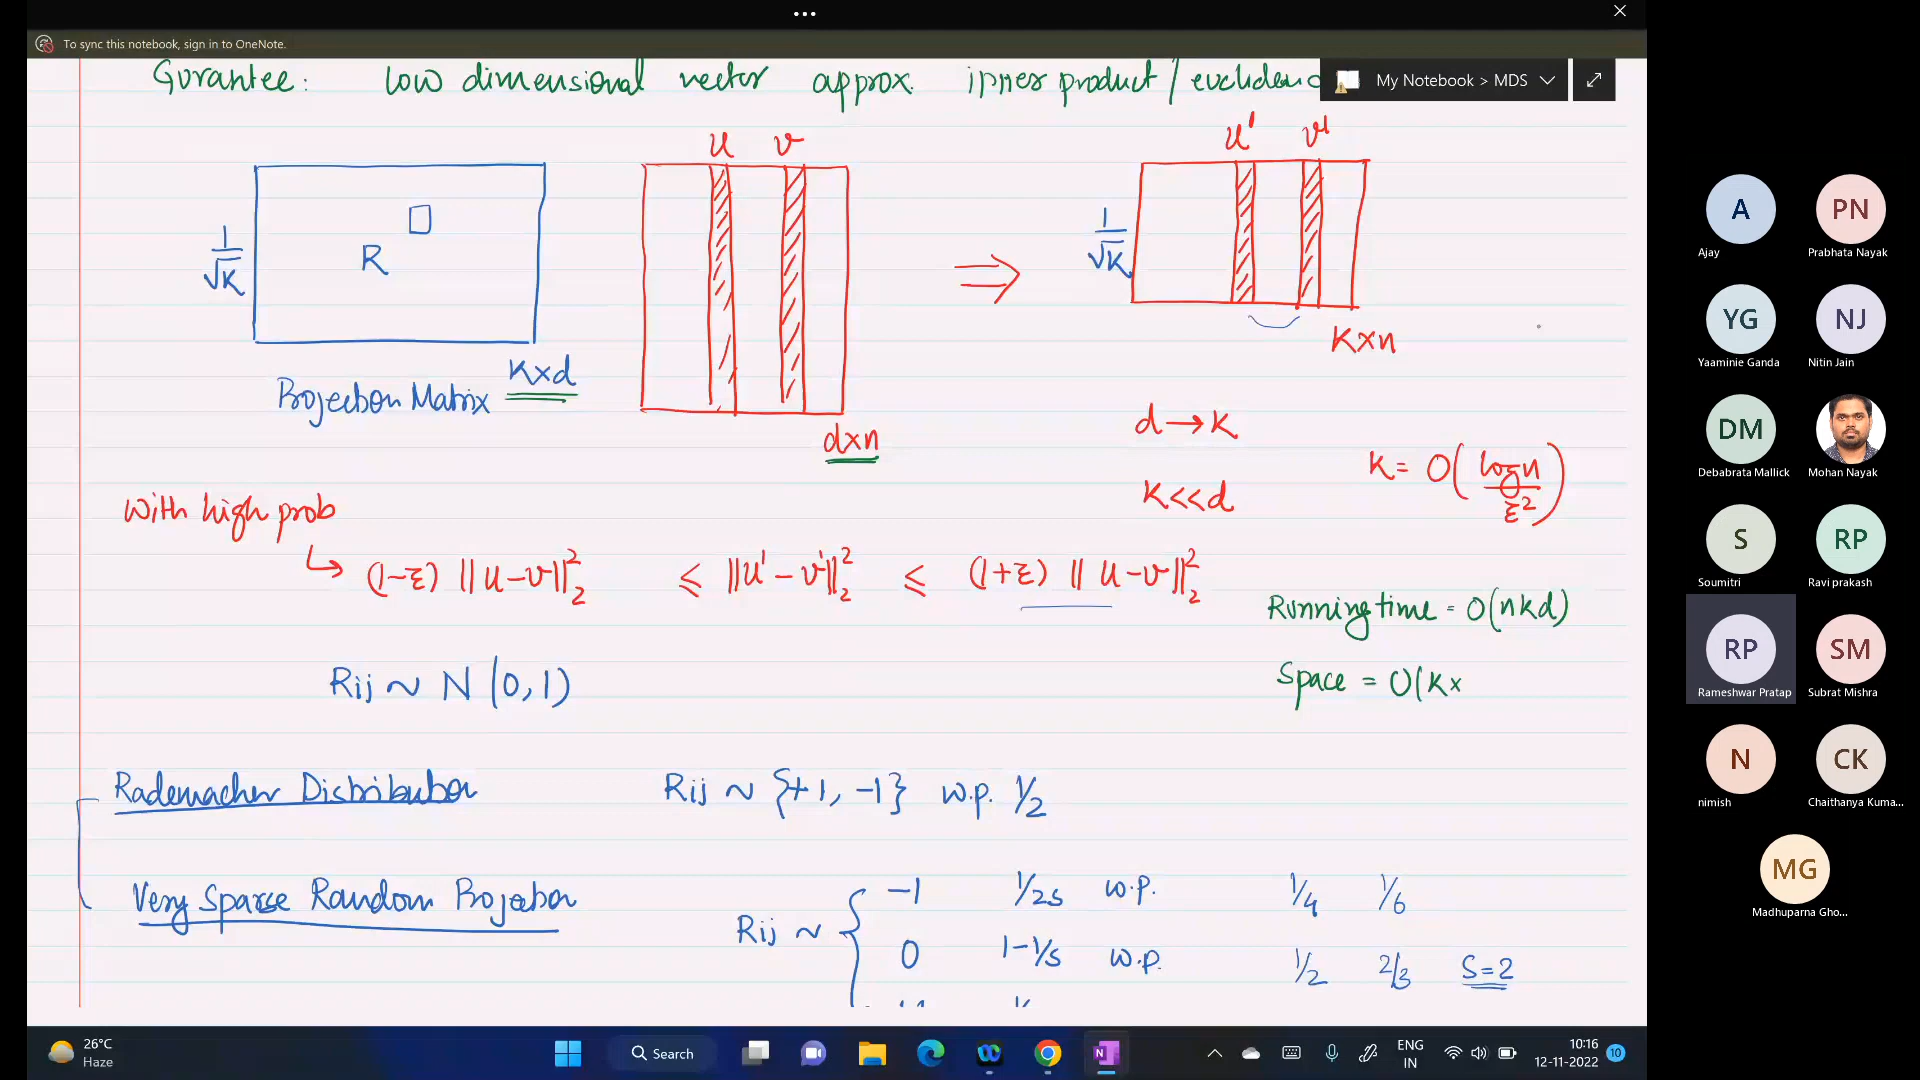 To sync this notebook, sign in to OneNote.
My Notebook > MDS
Gurantee: low dimensional vector approx. inner product / euclidean
u v
u' v'
1/√K
R
1/√K
K×n
Projection Matrix K×d
d×n
d → K
K<<d
K = O(log n / ε²)
With high prob
(1-ε) ||u-v||₂² ≤ ||u'-v'||₂² ≤ (1+ε) ||u-v||₂²
Running time = O(nkd)
Rij ~ N(0,1)
Space = O(K×
Rademacher Distribution Rij ~ {+1, -1} w.p. 1/2
Very Sparse Random Projection
Rij ~ { -1 1/2s w.p. 1/4 1/6
0 1-1/s w.p. 1/2 2/3 S=2
A
Ajay
PN
Prabhata Nayak
YG
Yaaminie Ganda
NJ
Nitin Jain
DM
Debabrata Mallick
Mohan Nayak
S
Soumitri
RP
Ravi prakash
RP
Rameshwar Pratap
SM
Subrat Mishra
N
nimish
CK
Chaithanya Kuma...
MG
Madhuparna Gho...
26°C
Haze
Search
ENG
IN
10:16
12-11-2022
10